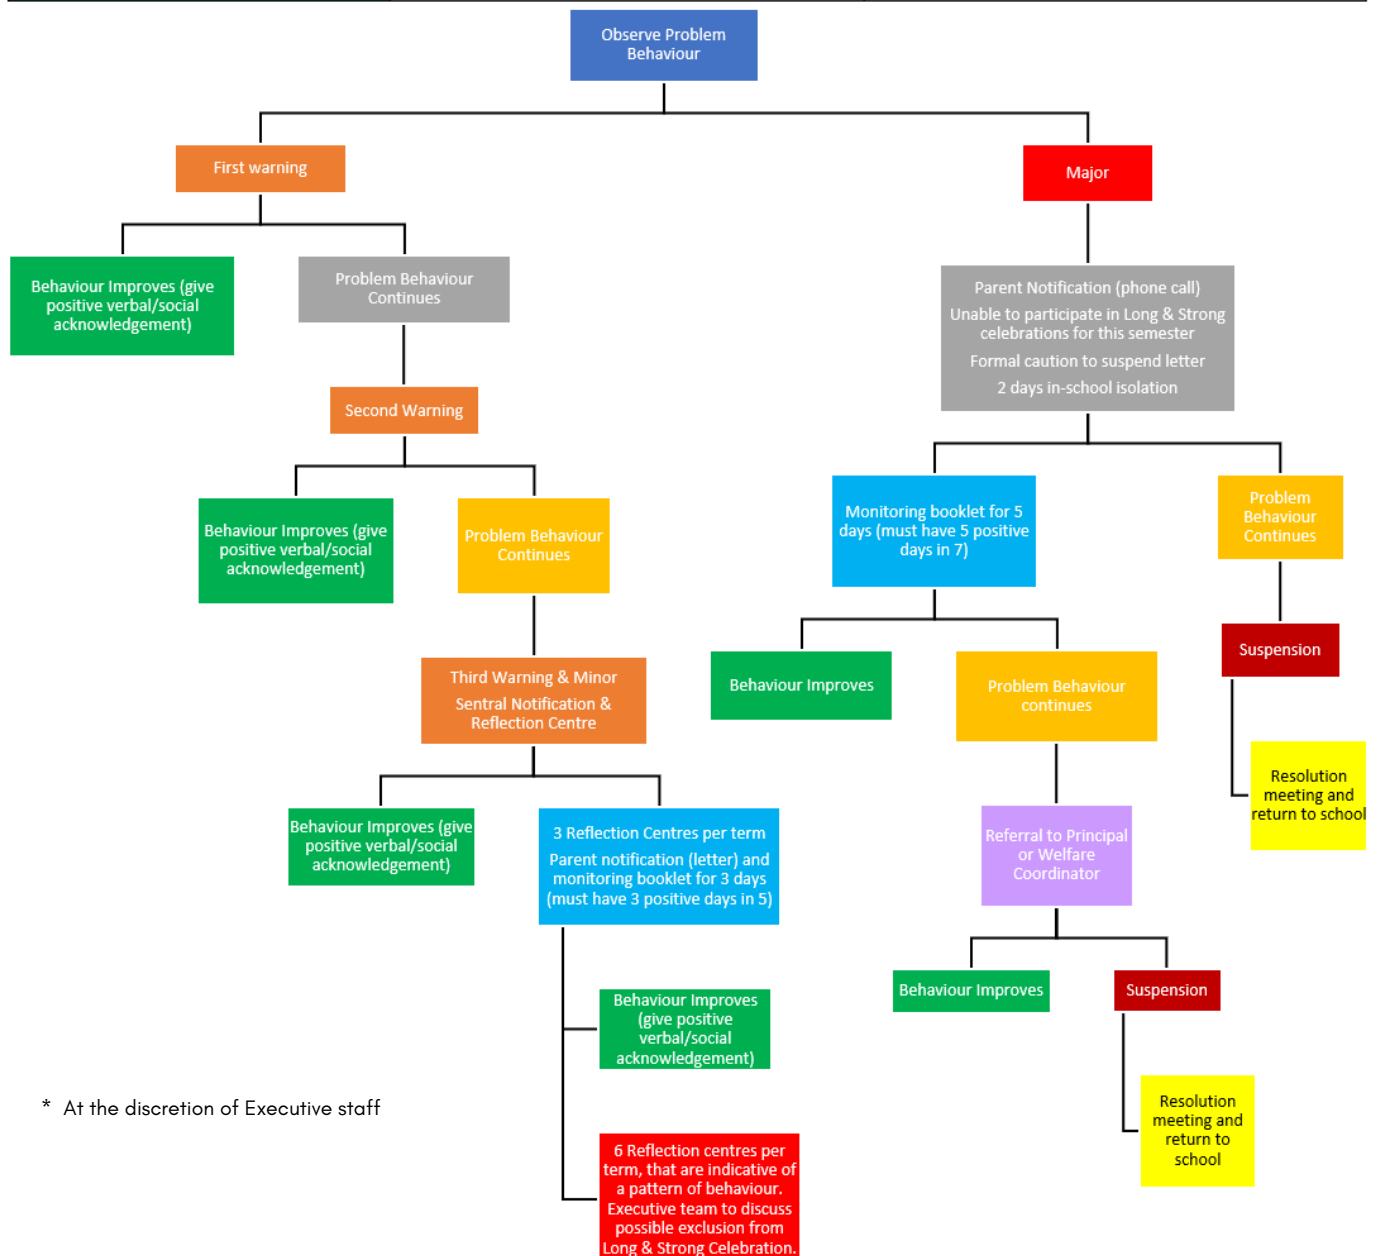 Observe Problem
Behaviour
First warning
Major
Behaviour Improves (give
positive verbal/social
acknowledgement)
Problem Behaviour
Continues
Parent Notification (phone call)
Unable to participate in Long & Strong
celebrations for this semester
Formal caution to suspend letter
2 days in-school isolation
Second Warning
Behaviour Improves (give
positive verbal/social
acknowledgement)
Problem Behaviour
Continues
Monitoring booklet for 5
days (must have 5 positive
days in 7)
Problem
Behaviour
Continues
Third Warning & Minor
Sentral Notification &
Reflection Centre
Behaviour Improves
Problem Behaviour
continues
Suspension
Resolution
meeting and
return to school
Behaviour Improves (give
positive verbal/social
acknowledgement)
3 Reflection Centres per term
Parent notification (letter) and
monitoring booklet for 3 days
(must have 3 positive days in 5)
Referral to Principal
or Welfare
Coordinator
Behaviour Improves
(give positive
verbal/social
acknowledgement)
Behaviour Improves
Suspension
* At the discretion of Executive staff
Resolution
meeting and
return to
school
6 Reflection centres per
term, that are indicative of
a pattern of behaviour.
Executive team to discuss
possible exclusion from
Long & Strong Celebration.